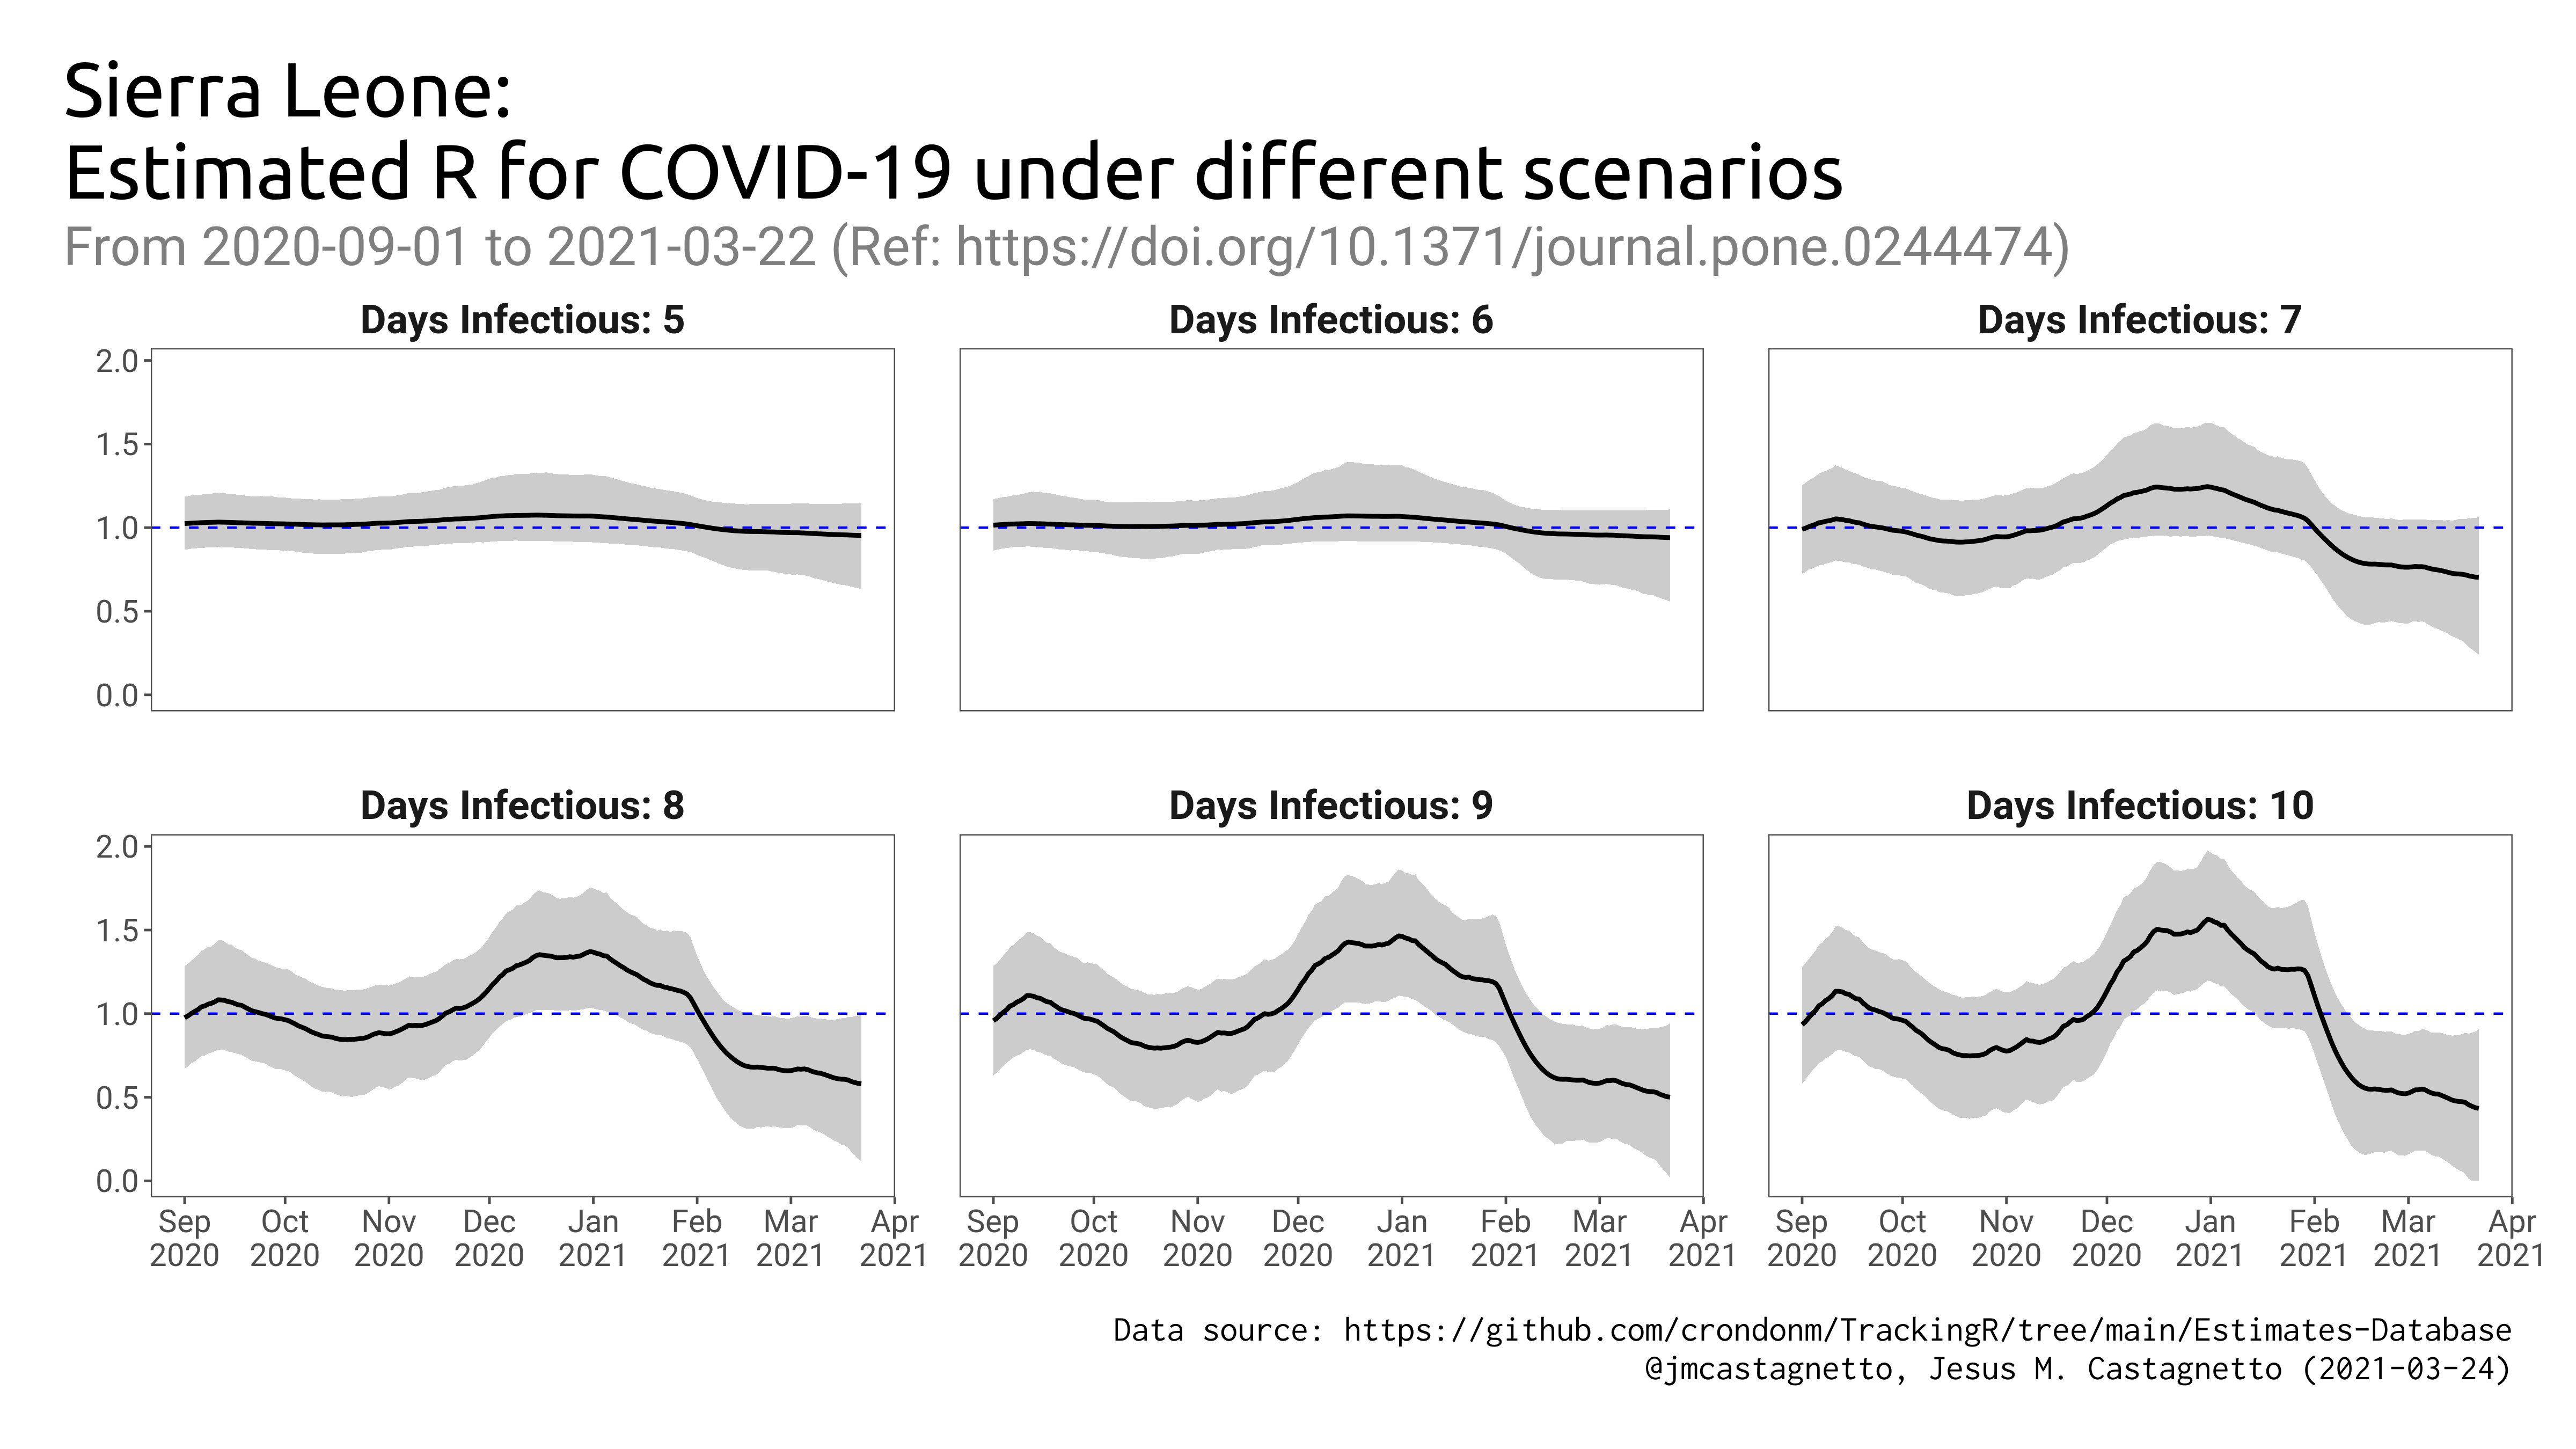 Sierra Leone:
Estimated R for COVID-19 under different scenarios
From 2020-09-01 to 2021-03-22 (Ref: https://doi.org/10.1371/journal.pone.0244474)
Days Infectious: 5
Days Infectious: 6
Days Infectious: 7
2.0
1.5
1.0
0.5
0.0
Days Infectious: 8
Days Infectious: 9
Days Infectious: 10
2.0
1.5
1.0
0.5
0.0
Sep Oct Nov Dec Jan Feb Mar Apr
2020 2020 2020 2020 2021 2021 2021 2021
Sep Oct Nov Dec Jan Feb Mar Apr
2020 2020 2020 2020 2021 2021 2021 2021
Sep Oct Nov Dec Jan Feb Mar Apr
2020 2020 2020 2020 2021 2021 2021 2021
Data source: https://github.com/crondonm/TrackingR/tree/main/Estimates-Database
@jmcastagnetto, Jesus M. Castagnetto (2021-03-24)